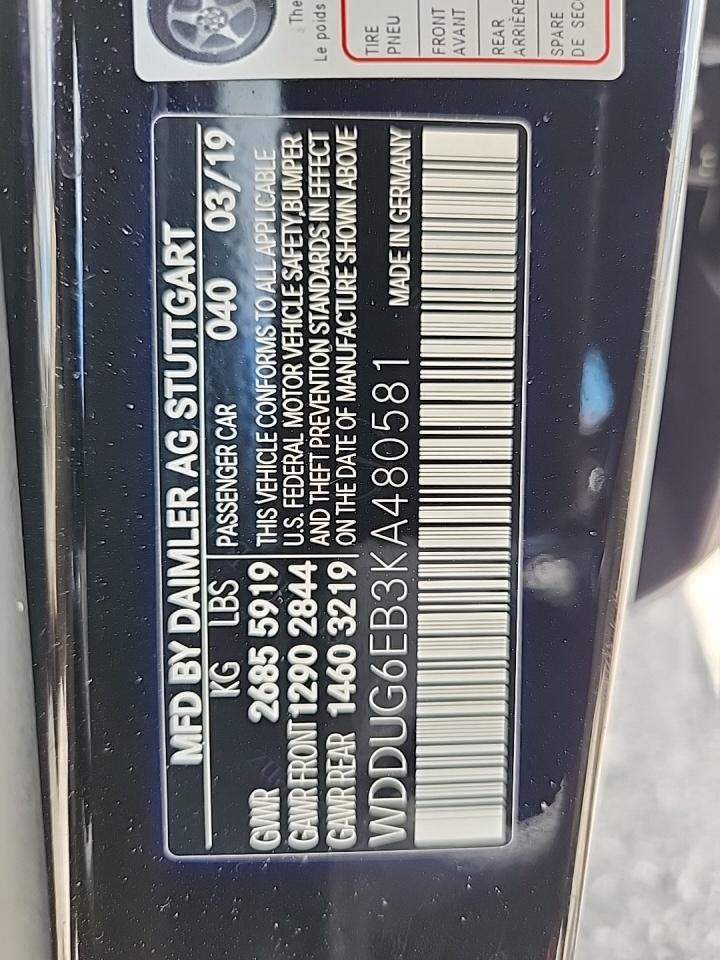 The
Le poids
TIRE
PNEU
FRONT
AVANT
REAR
ARRIÈRE
SPARE
DE
MFD BY DAIMLER AG STUTTGART
KG LBS PASSENGER CAR 040 03/19
GVWR 2685 5919 THIS VEHICLE CONFORMS TO ALL APPLICABLE
GAWR FRONT 1290 2844 U.S. FEDERAL MOTOR VEHICLE SAFETY,BUMPER
GAWR REAR 1460 3219 AND THEFT PREVENTION STANDARDS IN EFFECT
ON THE DATE OF MANUFACTURE SHOWN ABOVE
WDDUG6EB3KA480581 MADE IN GERMANY